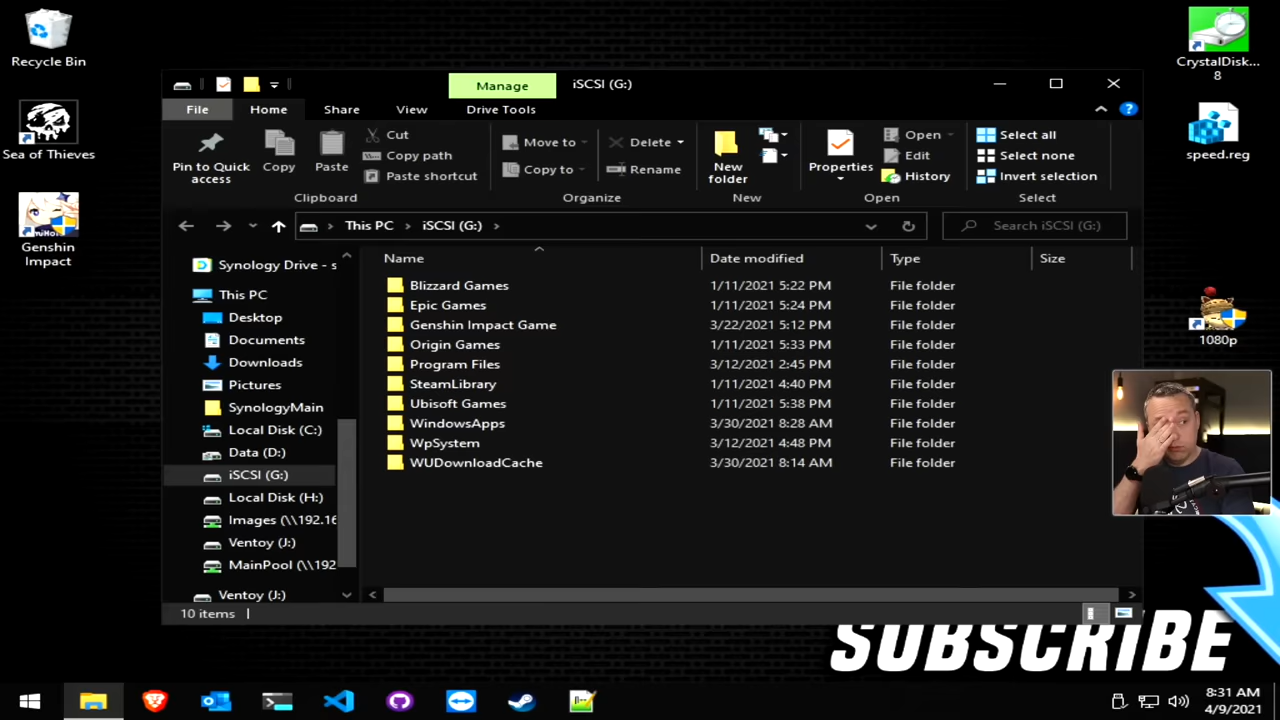 Recycle Bin
Sea of Thieves
Genshin
Impact
CrystalDisk...
8
speed.reg
1080p
Manage
iSCSI (G:)
File
Home
Share
View
Drive Tools
Pin to Quick
access
Copy
Paste
Cut
Copy path
Paste shortcut
Clipboard
Move to
Copy to
Delete
Rename
Organize
New
folder
New
Properties
Open
Edit
History
Open
Select all
Select none
Invert selection
Select
This PC
iSCSI (G:)
Search iSCSI (G:)
Synology Drive - s
This PC
Desktop
Documents
Downloads
Pictures
SynologyMain
Local Disk (C:)
Data (D:)
iSCSI (G:)
Local Disk (H:)
Images (\\192.16
Ventoy (J:)
MainPool (\\192
Ventoy (J:)
Name Date modified Type Size
Blizzard Games 1/11/2021 5:22 PM File folder
Epic Games 1/11/2021 5:24 PM File folder
Genshin Impact Game 3/22/2021 5:12 PM File folder
Origin Games 1/11/2021 5:33 PM File folder
Program Files 3/12/2021 2:45 PM File folder
SteamLibrary 1/11/2021 4:40 PM File folder
Ubisoft Games 1/11/2021 5:38 PM File folder
WindowsApps 3/30/2021 8:28 AM File folder
WpSystem 3/12/2021 4:48 PM File folder
WUDownloadCache 3/30/2021 8:14 AM File folder
10 items
SUBSCRIBE
8:31 AM
4/9/2021